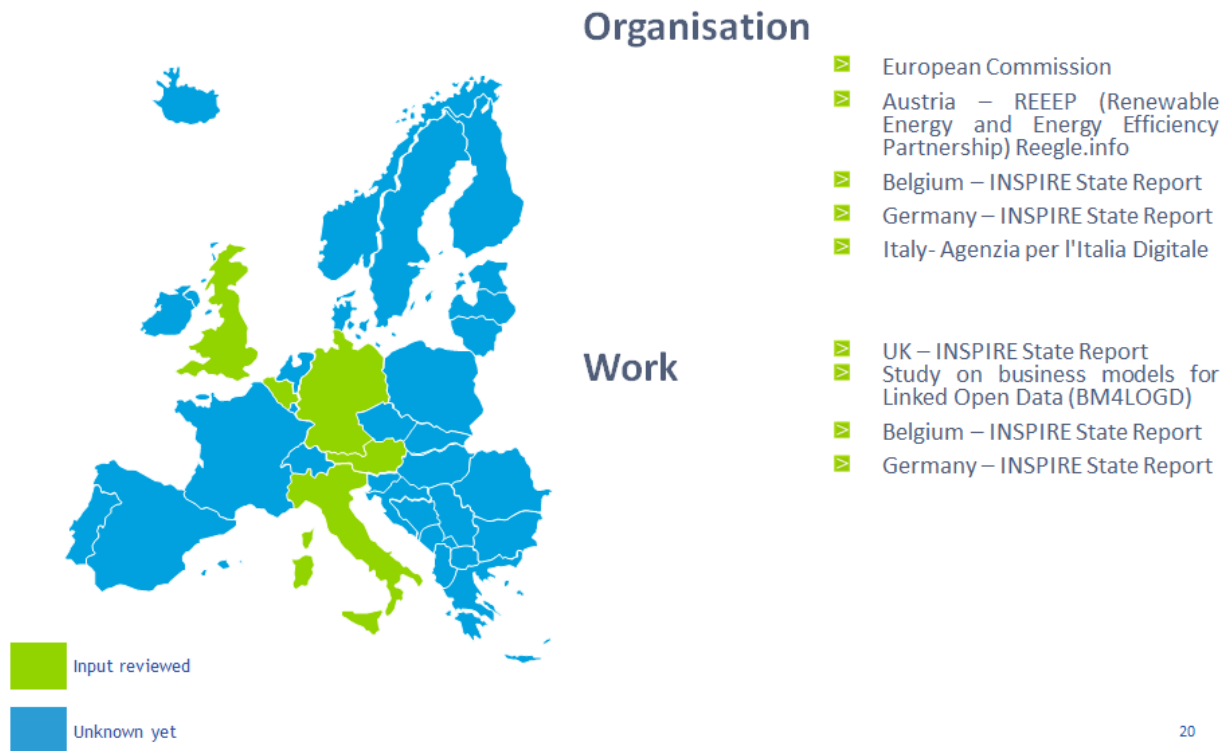 Organisation
European Commission
Austria – REEEP (Renewable
Energy and Energy Efficiency
Partnership) Reegle.info
Belgium – INSPIRE State Report
Germany – INSPIRE State Report
Italy- Agenzia per l'Italia Digitale
Work
UK – INSPIRE State Report
Study on business models for
Linked Open Data (BM4LOGD)
Belgium – INSPIRE State Report
Germany – INSPIRE State Report
Input reviewed
Unknown yet
20